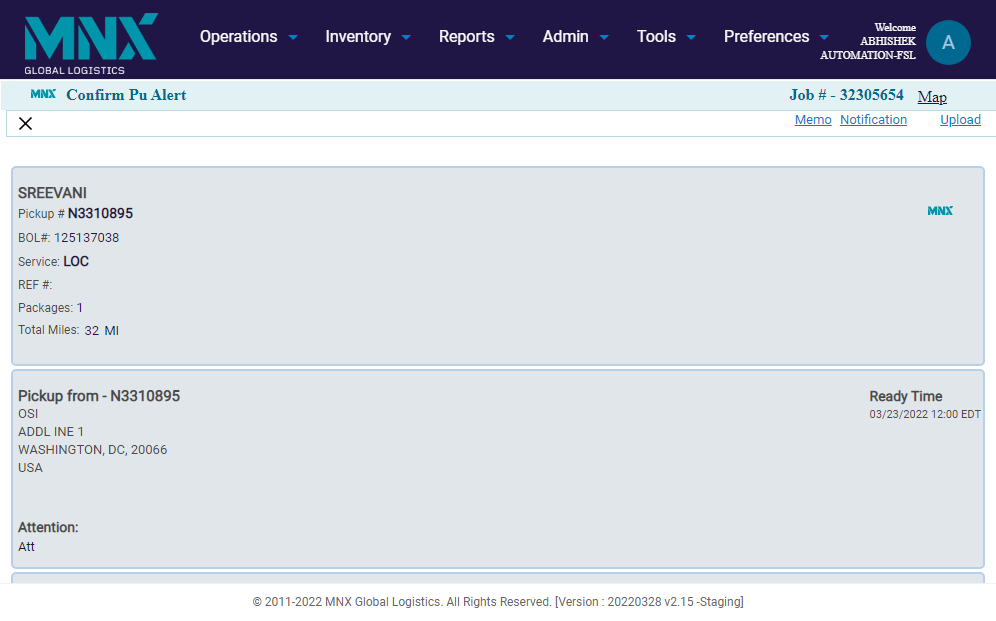 MNX
GLOBAL LOGISTICS
Operations Inventory Reports Admin Tools Preferences
Welcome
ABHISHEK
AUTOMATION-FSL
A
MNX Confirm Pu Alert Job # - 32305654 Map
Memo Notification Upload
SREEVANI
Pickup # N3310895
MNX
BOL#: 125137038
Service: LOC
REF #:
Packages: 1
Total Miles: 32 MI
Pickup from - N3310895 Ready Time
OSI 03/23/2022 12:00 EDT
ADDL INE 1
WASHINGTON, DC, 20066
USA
Attention:
Att
© 2011-2022 MNX Global Logistics. All Rights Reserved. [Version : 20220328 v2.15 -Staging]